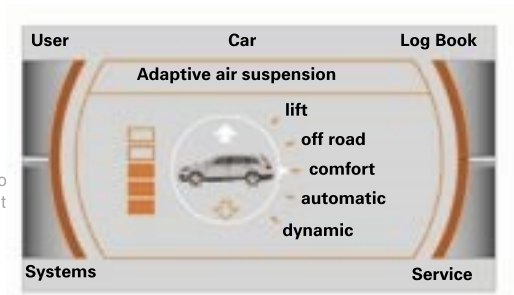 User Car Log Book
Adaptive air suspension
lift
off road
comfort
automatic
dynamic
Systems Service